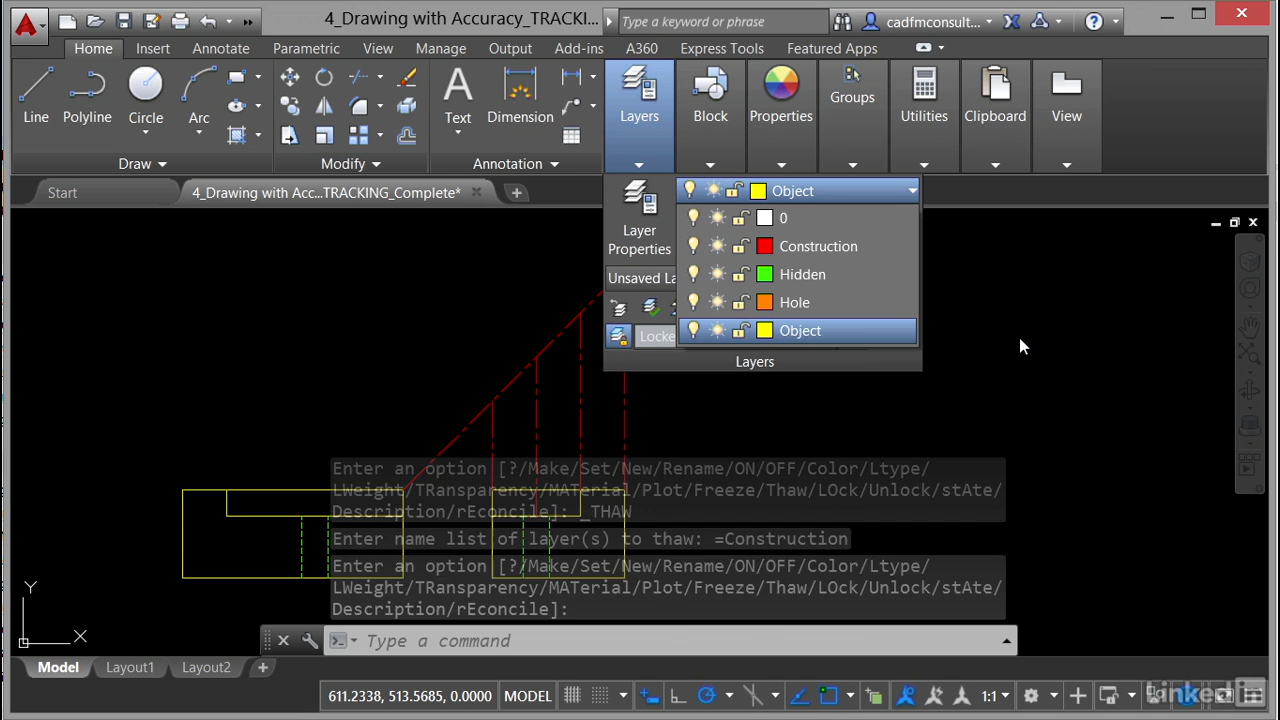 4_Drawing with Accuracy_TRACKIN...
Type a keyword or phrase
cadfmconsult...
Home Insert Annotate Parametric View Manage Output Add-ins A360 Express Tools Featured Apps
Line Polyline Circle Arc Text Dimension Layers Block Properties Groups Utilities Clipboard View
Draw Modify Annotation
Start 4_Drawing with Acc...TRACKING_Complete*
Object
Layer
Properties
0
Construction
Hidden
Unsaved La
Hole
Object
Locke
Layers
Enter an option [?/Make/Set/New/Rename/ON/OFF/Color/Ltype/
LWeight/TRansparency/MATerial/Plot/Freeze/Thaw/LOck/Unlock/stAte/
Description/rEconcile]: _THAW
Enter name list of layer(s) to thaw: =Construction
Enter an option [?/Make/Set/New/Rename/ON/OFF/Color/Ltype/
LWeight/TRansparency/MATerial/Plot/Freeze/Thaw/LOck/Unlock/stAte/
Description/rEconcile]:
Y
X
Type a command
Model Layout1 Layout2
611.2338, 513.5685, 0.0000 MODEL 1:1
Linked in